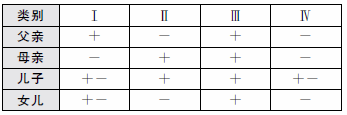 类别 Ⅰ Ⅱ Ⅲ Ⅳ
父亲 + － + －
母亲 － + + －
儿子 +－ + + +－
女儿 +－ － + －